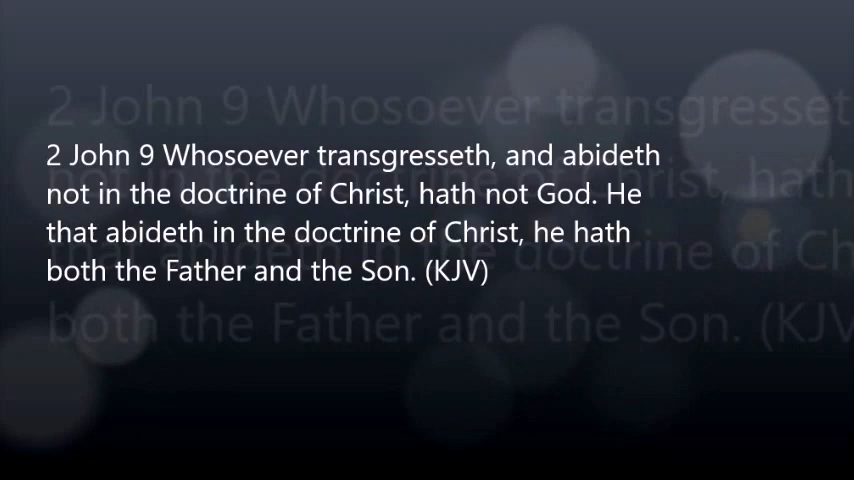 2 John 9 Whosoever transgresseth, and abideth
not in the doctrine of Christ, hath not God. He
that abideth in the doctrine of Christ, he hath
both the Father and the Son. (KJV)